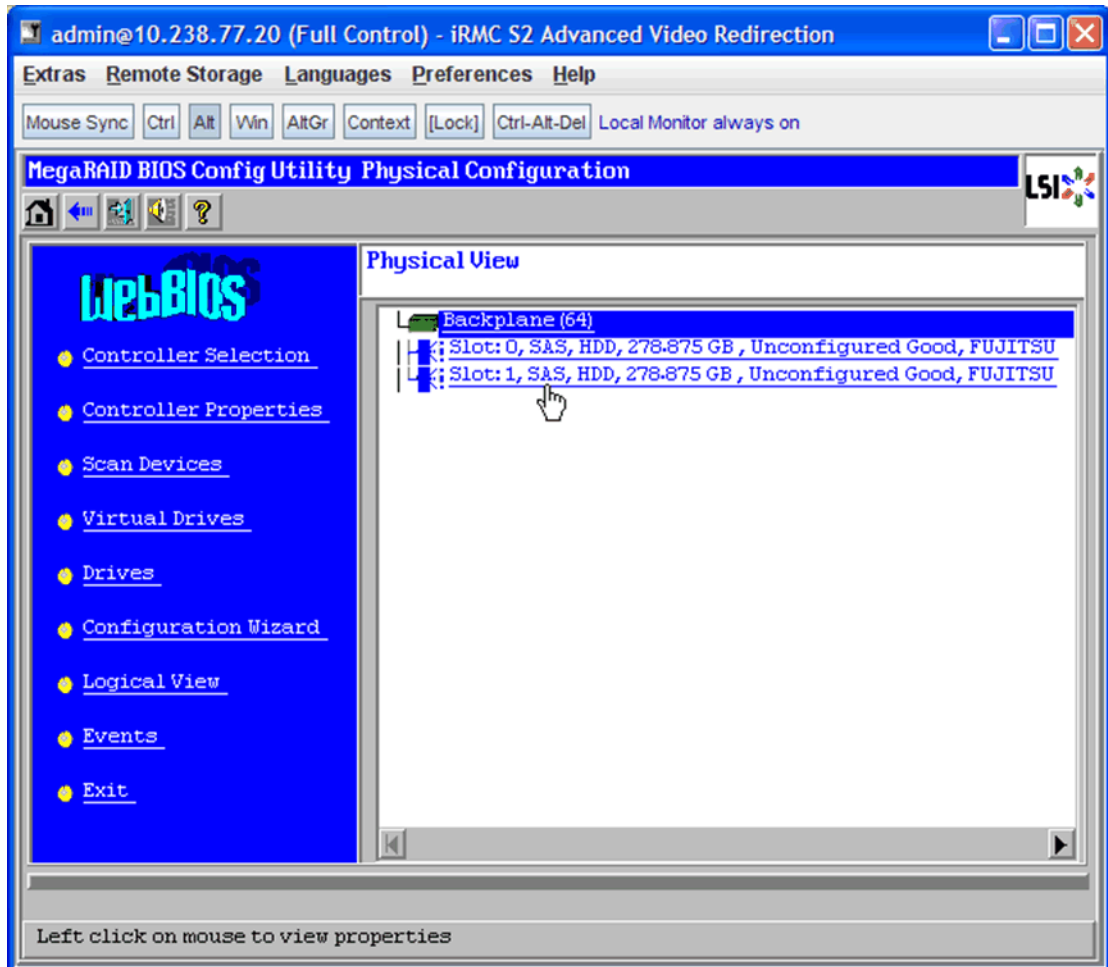 admin@10.238.77.20 (Full Control) - iRMC S2 Advanced Video Redirection
Extras Remote Storage Languages Preferences Help
Mouse Sync Ctrl Alt Win AltGr Context [Lock] Ctrl-Alt-Del Local Monitor always on
MegaRAID BIOS Config Utility Physical Configuration
LSI
WebBIOS
Controller Selection
Controller Properties
Scan Devices
Virtual Drives
Drives
Configuration Wizard
Logical View
Events
Exit
Physical View
Backplane (64)
Slot: 0, SAS, HDD, 278.875 GB , Unconfigured Good, FUJITSU
Slot: 1, SAS, HDD, 278.875 GB , Unconfigured Good, FUJITSU
Left click on mouse to view properties